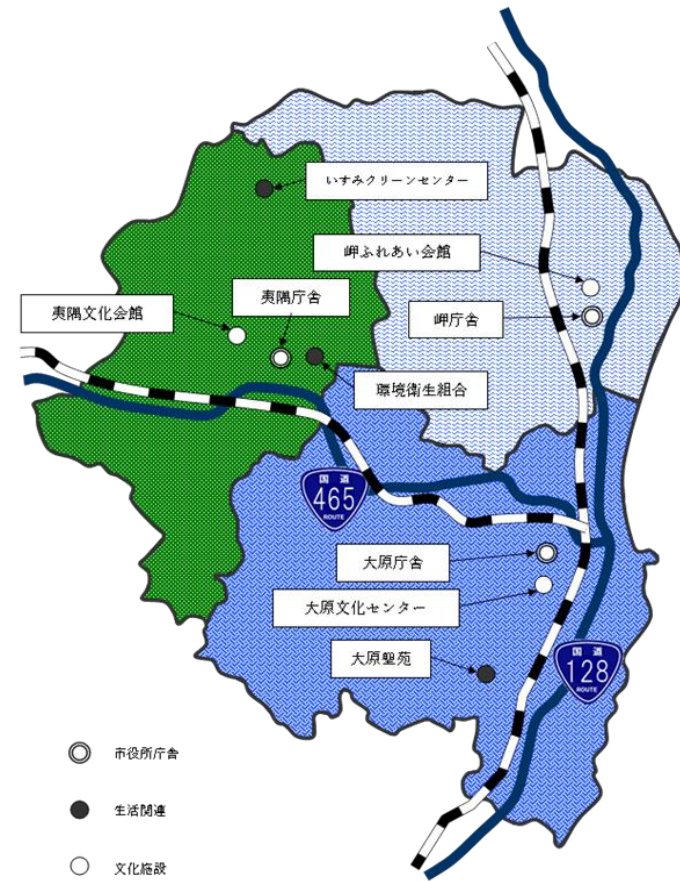 いすみクリーンセンター
岬ふれあい会館
夷隅庁舎
夷隅文化会館
岬庁舎
環境衛生組合
国道
465
ROUTE
大原庁舎
大原文化センター
大原聖苑
国道
128
ROUTE
市役所庁舎
生活関連
文化施設